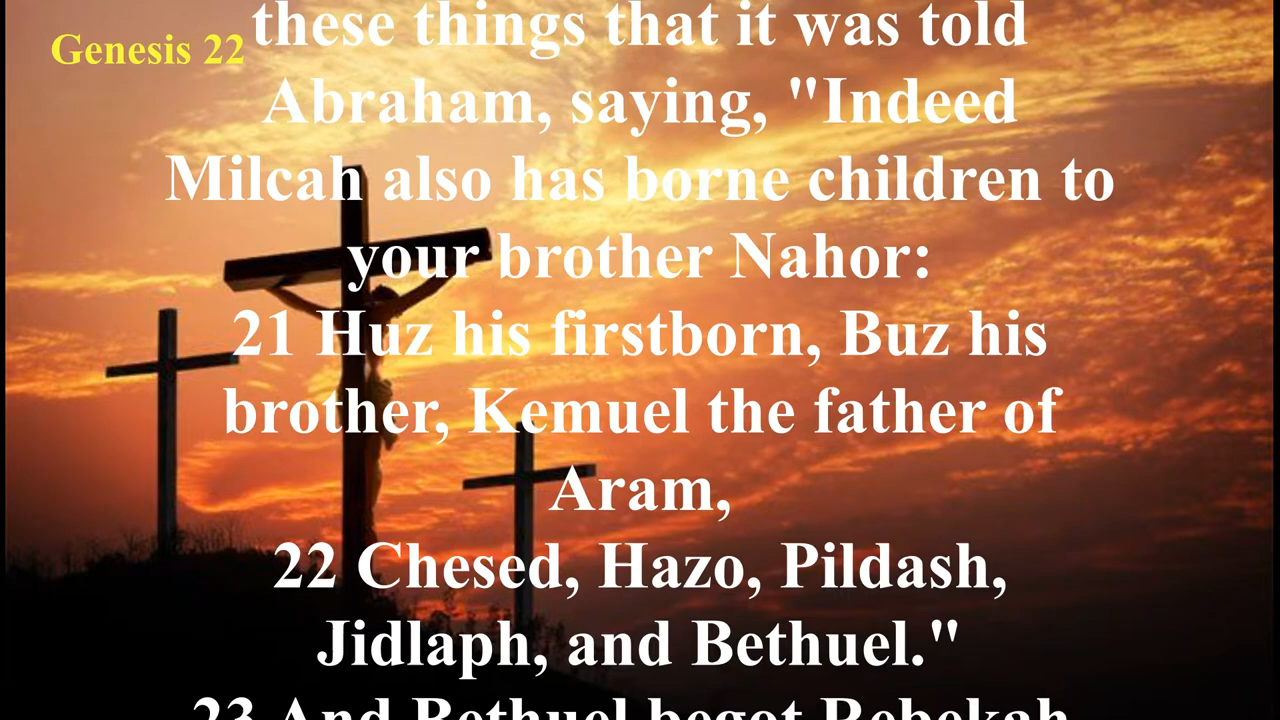 Genesis 22
these things that it was told
Abraham, saying, "Indeed
Milcah also has borne children to
your brother Nahor:
21 Huz his firstborn, Buz his
brother, Kemuel the father of
Aram,
22 Chesed, Hazo, Pildash,
Jidlaph, and Bethuel."
23 And Bethuel begot Rebekah.